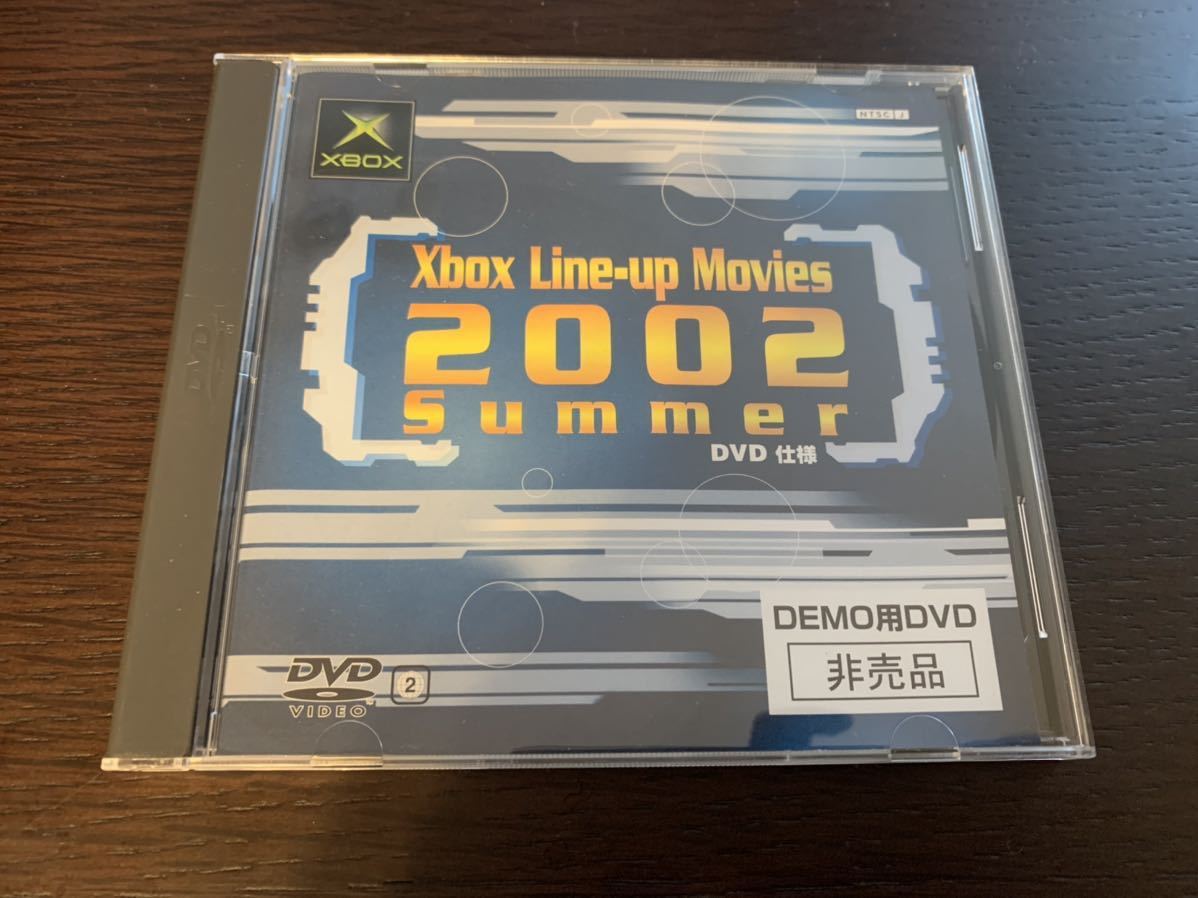 XBOX
NTSC J
Xbox Line-up Movies
2002
Summer
DVD 仕様
DEMO用DVD
非売品
DVD
VIDEO
TM
2